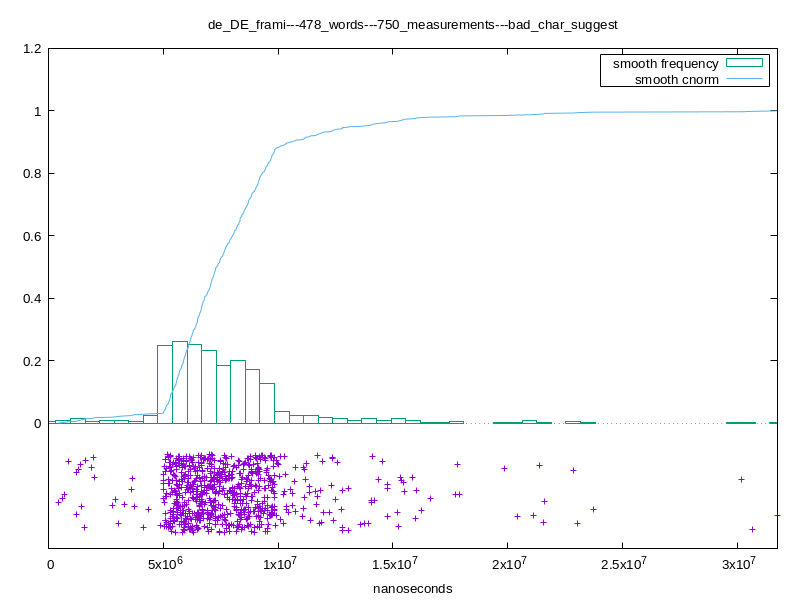 de_DE_frami---478_words---750_measurements---bad_char_suggest
smooth frequency
smooth cnorm
1.2
1
0.8
0.6
0.4
0.2
0
0 5x10⁶ 1x10⁷ 1.5x10⁷ 2x10⁷ 2.5x10⁷ 3x10⁷
nanoseconds